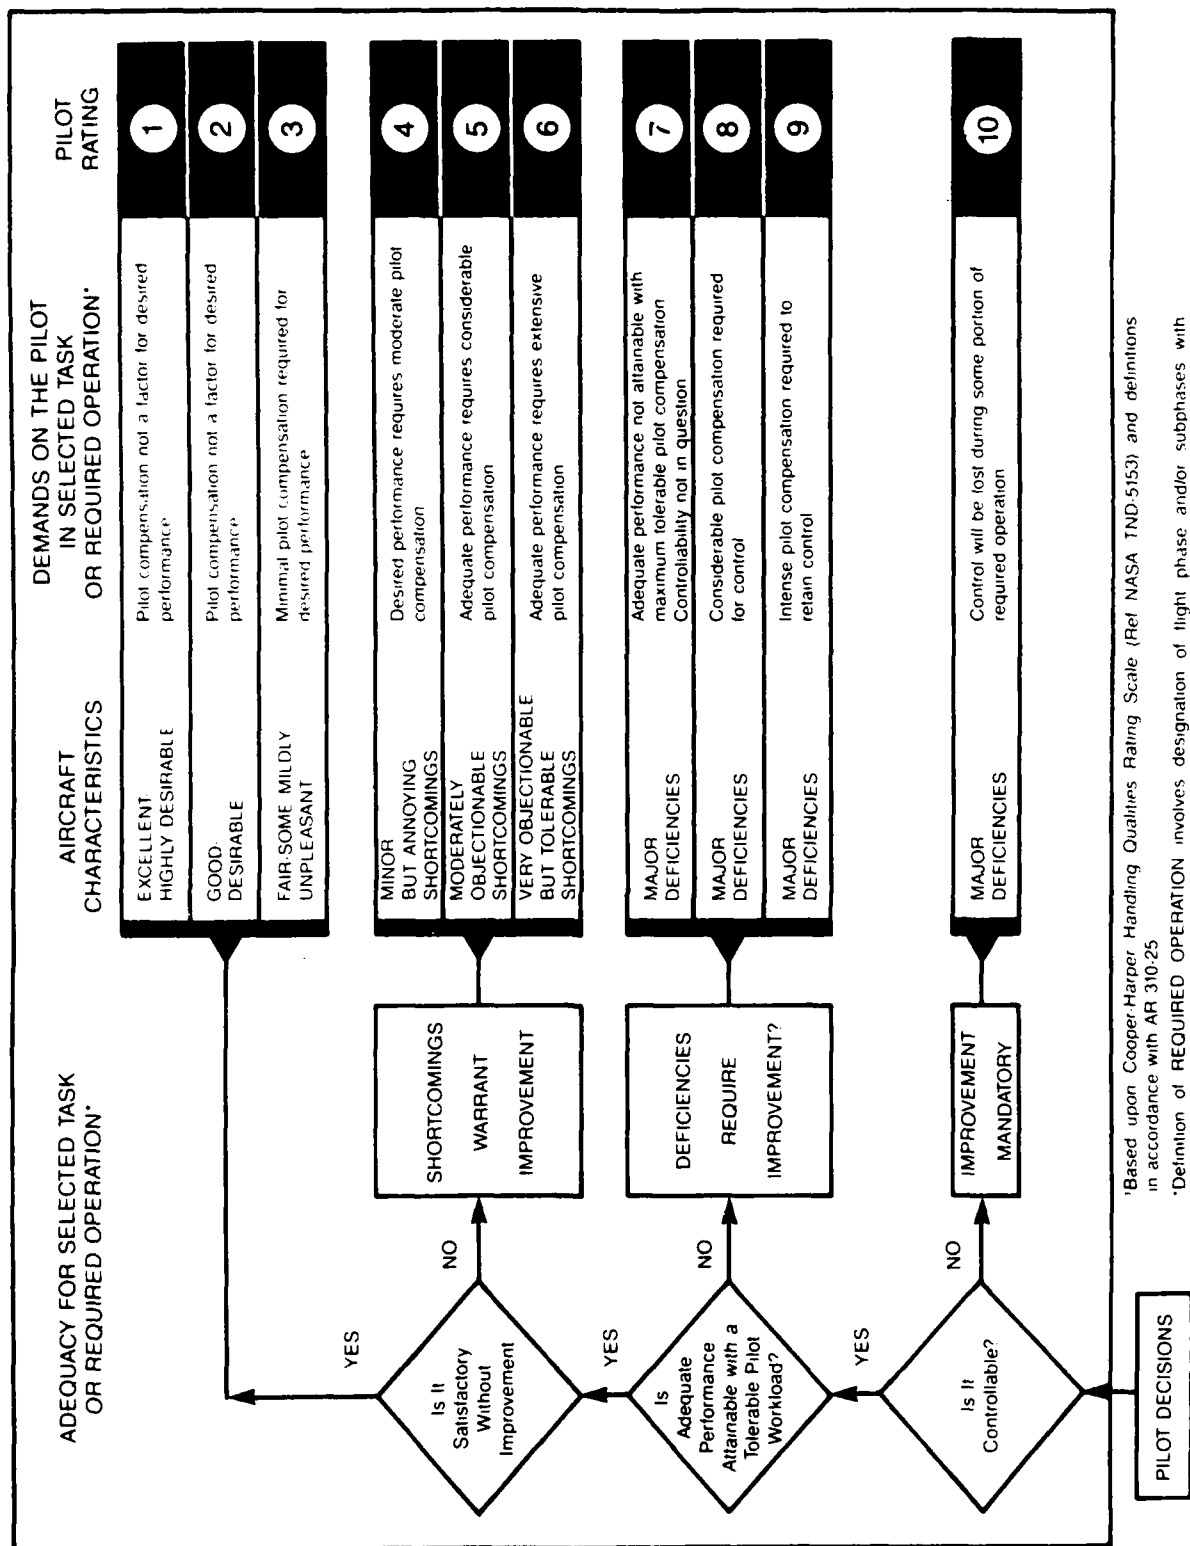 ADEQUACY FOR SELECTED TASK
OR REQUIRED OPERATION*
AIRCRAFT
CHARACTERISTICS
DEMANDS ON THE PILOT
IN SELECTED TASK
OR REQUIRED OPERATION*
PILOT
RATING
EXCELLENT-
HIGHLY DESIRABLE
Pilot compensation not a factor for desired
performance
1
GOOD-
DESIRABLE
Pilot compensation not a factor for desired
performance
2
FAIR-SOME MILDLY
UNPLEASANT
Minimal pilot compensation required for
desired performance
3
YES
Is It
Satisfactory
Without
Improvement
NO
SHORTCOMINGS
WARRANT
IMPROVEMENT
MINOR
BUT ANNOYING
SHORTCOMINGS
Desired performance requires moderate pilot
compensation
4
MODERATELY
OBJECTIONABLE
SHORTCOMINGS
Adequate performance requires considerable
pilot compensation
5
VERY OBJECTIONABLE
BUT TOLERABLE
SHORTCOMINGS
Adequate performance requires extensive
pilot compensation
6
YES
Is
Adequate
Performance
Attainable with a
Tolerable Pilot
Workload?
NO
DEFICIENCIES
REQUIRE
IMPROVEMENT?
MAJOR
DEFICIENCIES
Adequate performance not attainable with
maximum tolerable pilot compensation
Controllability not in question
7
MAJOR
DEFICIENCIES
Considerable pilot compensation required
for control
8
MAJOR
DEFICIENCIES
Intense pilot compensation required to
retain control
9
YES
Is It
Controllable?
NO
IMPROVEMENT
MANDATORY
MAJOR
DEFICIENCIES
Control will be lost during some portion of
required operation
10
PILOT DECISIONS
¹Based upon Cooper-Harper Handling Qualities Rating Scale (Ref NASA TND-5153) and definitions
in accordance with AR 310-25
*Definition of REQUIRED OPERATION involves designation of flight phase and/or subphases with